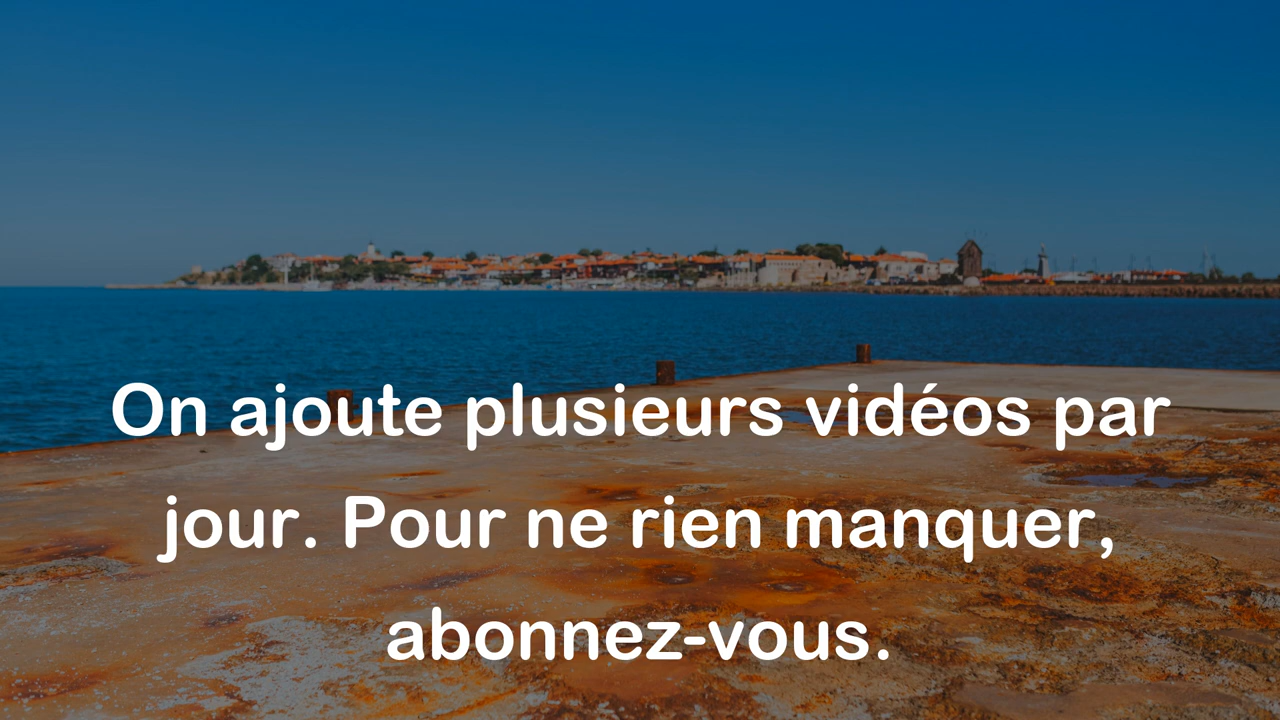 On ajoute plusieurs vidéos par
jour. Pour ne rien manquer,
abonnez-vous.